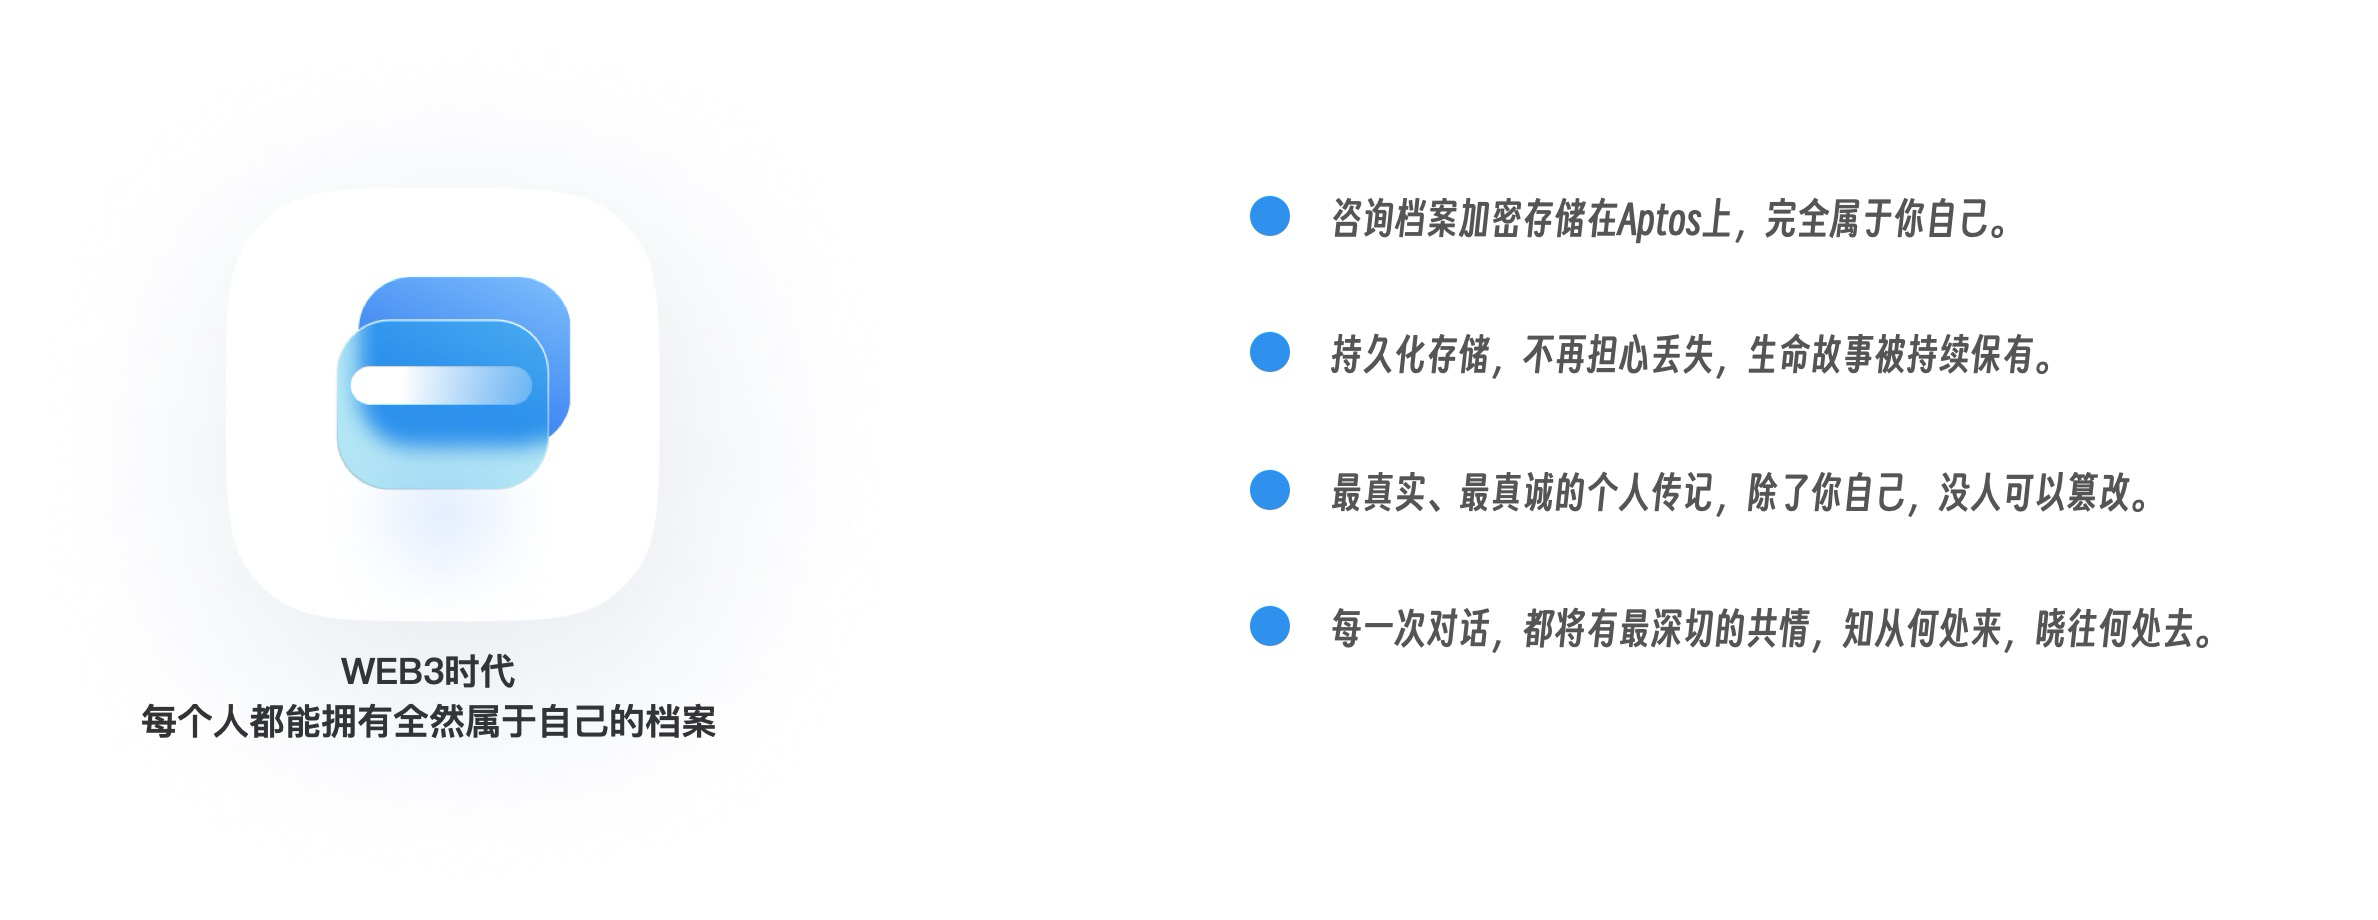 WEB3时代
每个人都能拥有全然属于自己的档案
咨询档案加密存储在Aptos上，完全属于你自己。
持久化存储，不再担心丢失，生命故事被持续保有。
最真实、最真诚的个人传记，除了你自己，没人可以篡改。
每一次对话，都将有最深切的共情，知从何处来，晓往何处去。